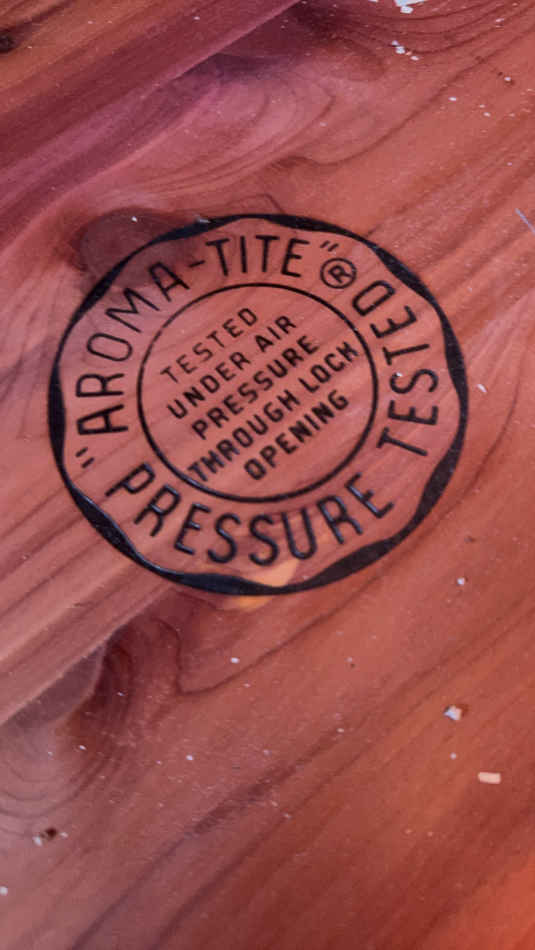 "AROMA-TITE"®
PRESSURE TESTED
TESTED
UNDER AIR
PRESSURE
THROUGH LOCK
OPENING